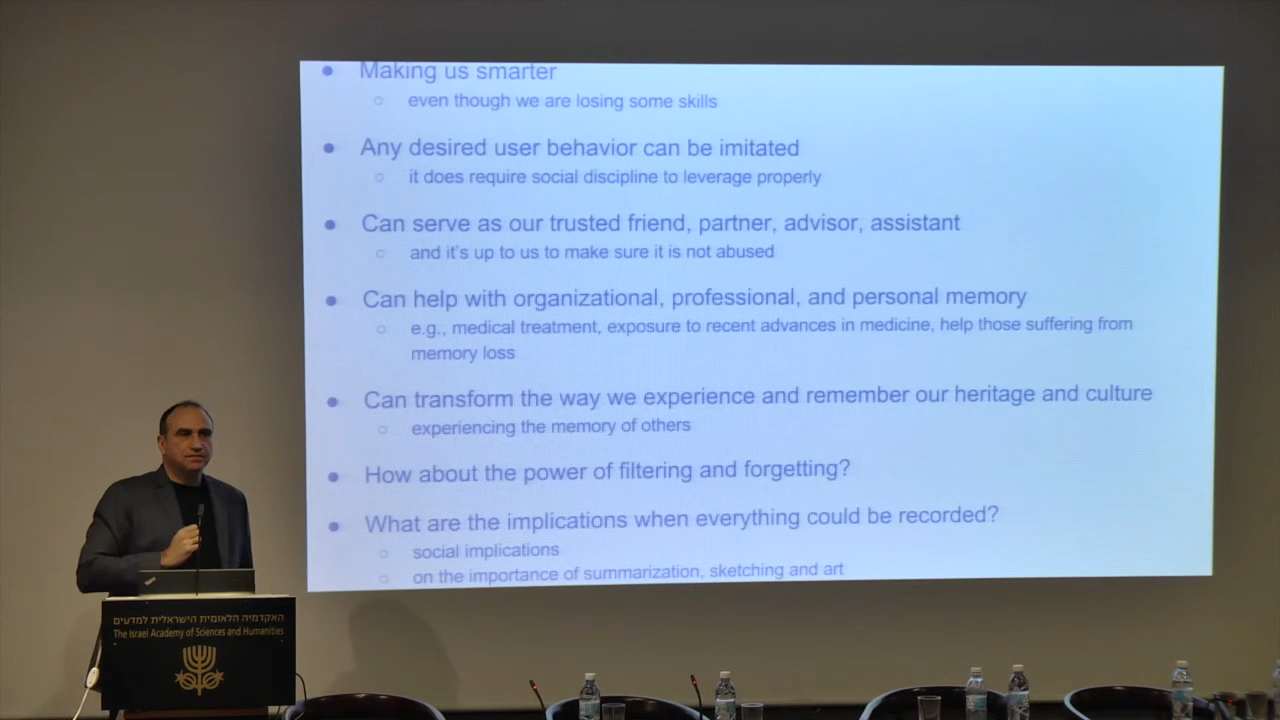 Making us smarter
even though we are losing some skills
Any desired user behavior can be imitated
it does require social discipline to leverage properly
Can serve as our trusted friend, partner, advisor, assistant
and it's up to us to make sure it is not abused
Can help with organizational, professional, and personal memory
e.g., medical treatment, exposure to recent advances in medicine, help those suffering from
memory loss
Can transform the way we experience and remember our heritage and culture
experiencing the memory of others
How about the power of filtering and forgetting?
What are the implications when everything could be recorded?
social implications
on the importance of summarization, sketching and art
האקדמיה הלאומית הישראלית למדעים
The Israel Academy of Sciences and Humanities